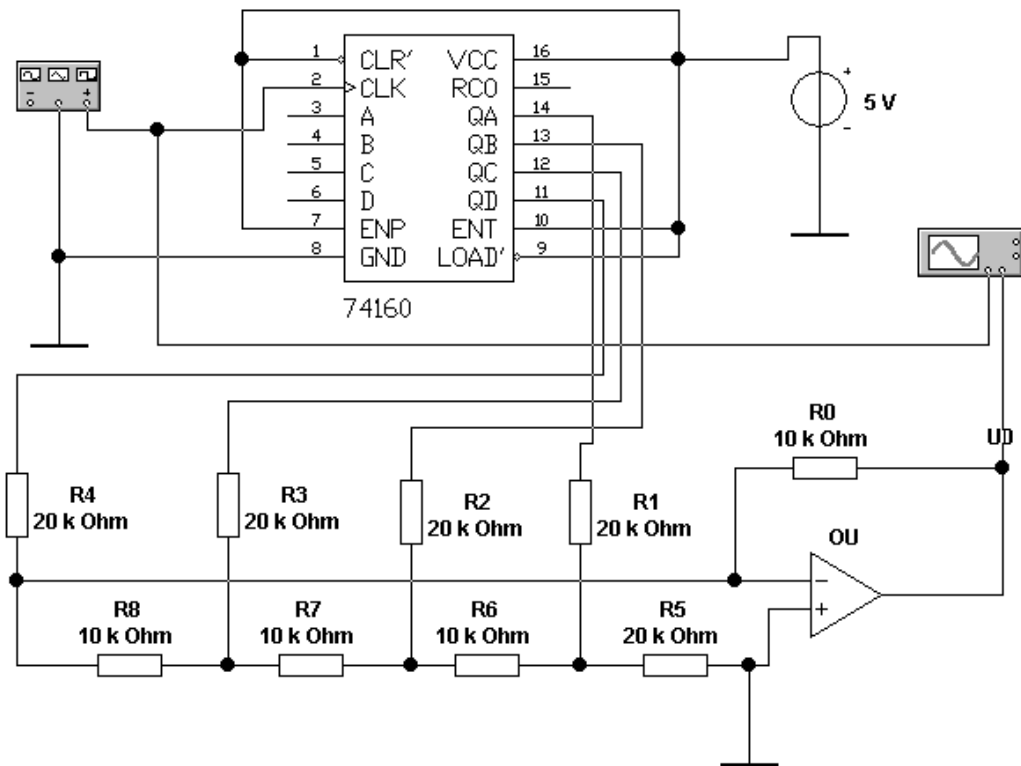 1 CLR' VCC 16
2 CLK RCO 15
3 A QA 14
4 B QB 13
5 C QC 12
6 D QD 11
7 ENP ENT 10
8 GND LOAD' 9
74160
- +
+
5 V
-
R0
10 k Ohm
U0
R4
20 k Ohm
R3
20 k Ohm
R2
20 k Ohm
R1
20 k Ohm
OU
-
+
R8
10 k Ohm
R7
10 k Ohm
R6
10 k Ohm
R5
20 k Ohm